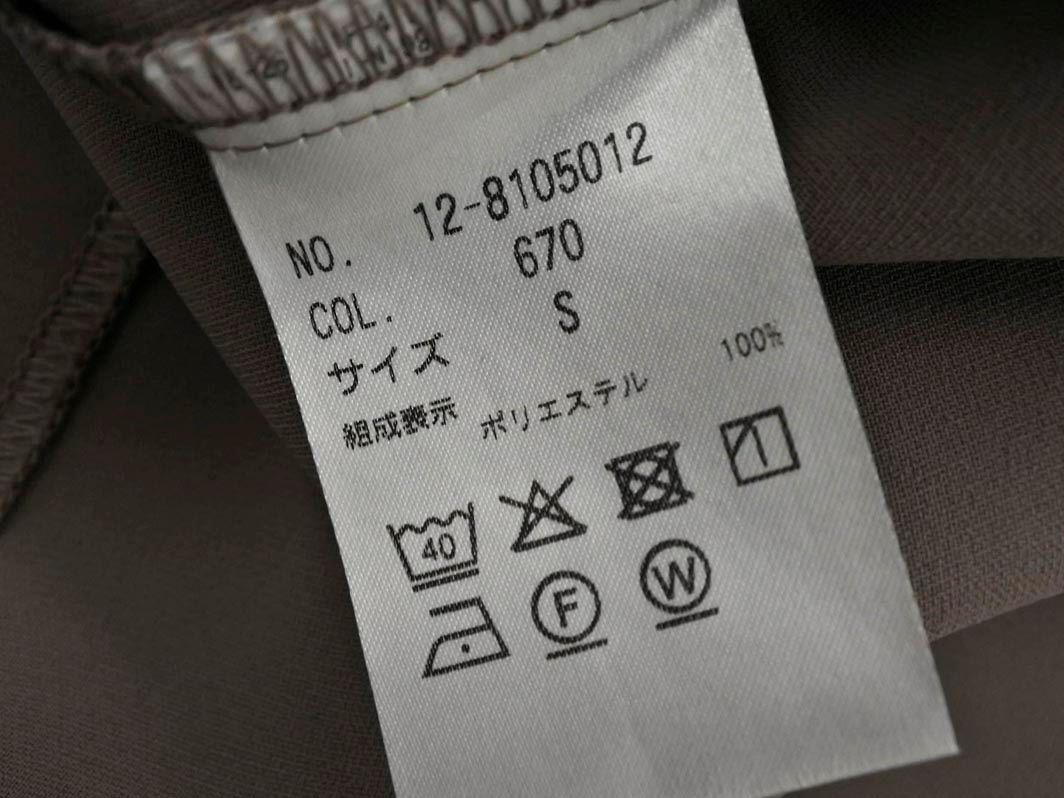 NO. 12-8105012
COL. 670
サイズ S
組成表示 ポリエステル 100%
40
F W